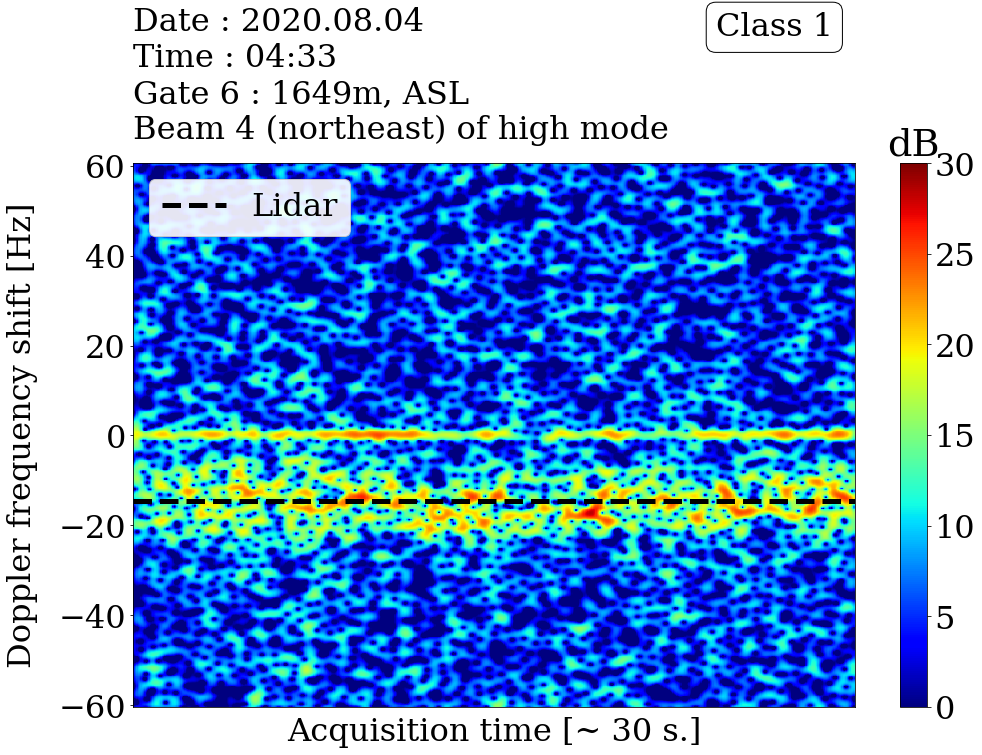 Date : 2020.08.04
Time : 04:33
Gate 6 : 1649m, ASL
Beam 4 (northeast) of high mode
Class 1
dB
Lidar
Doppler frequency shift [Hz]
60
40
20
0
−20
−40
−60
Acquisition time [~ 30 s.]
30
25
20
15
10
5
0